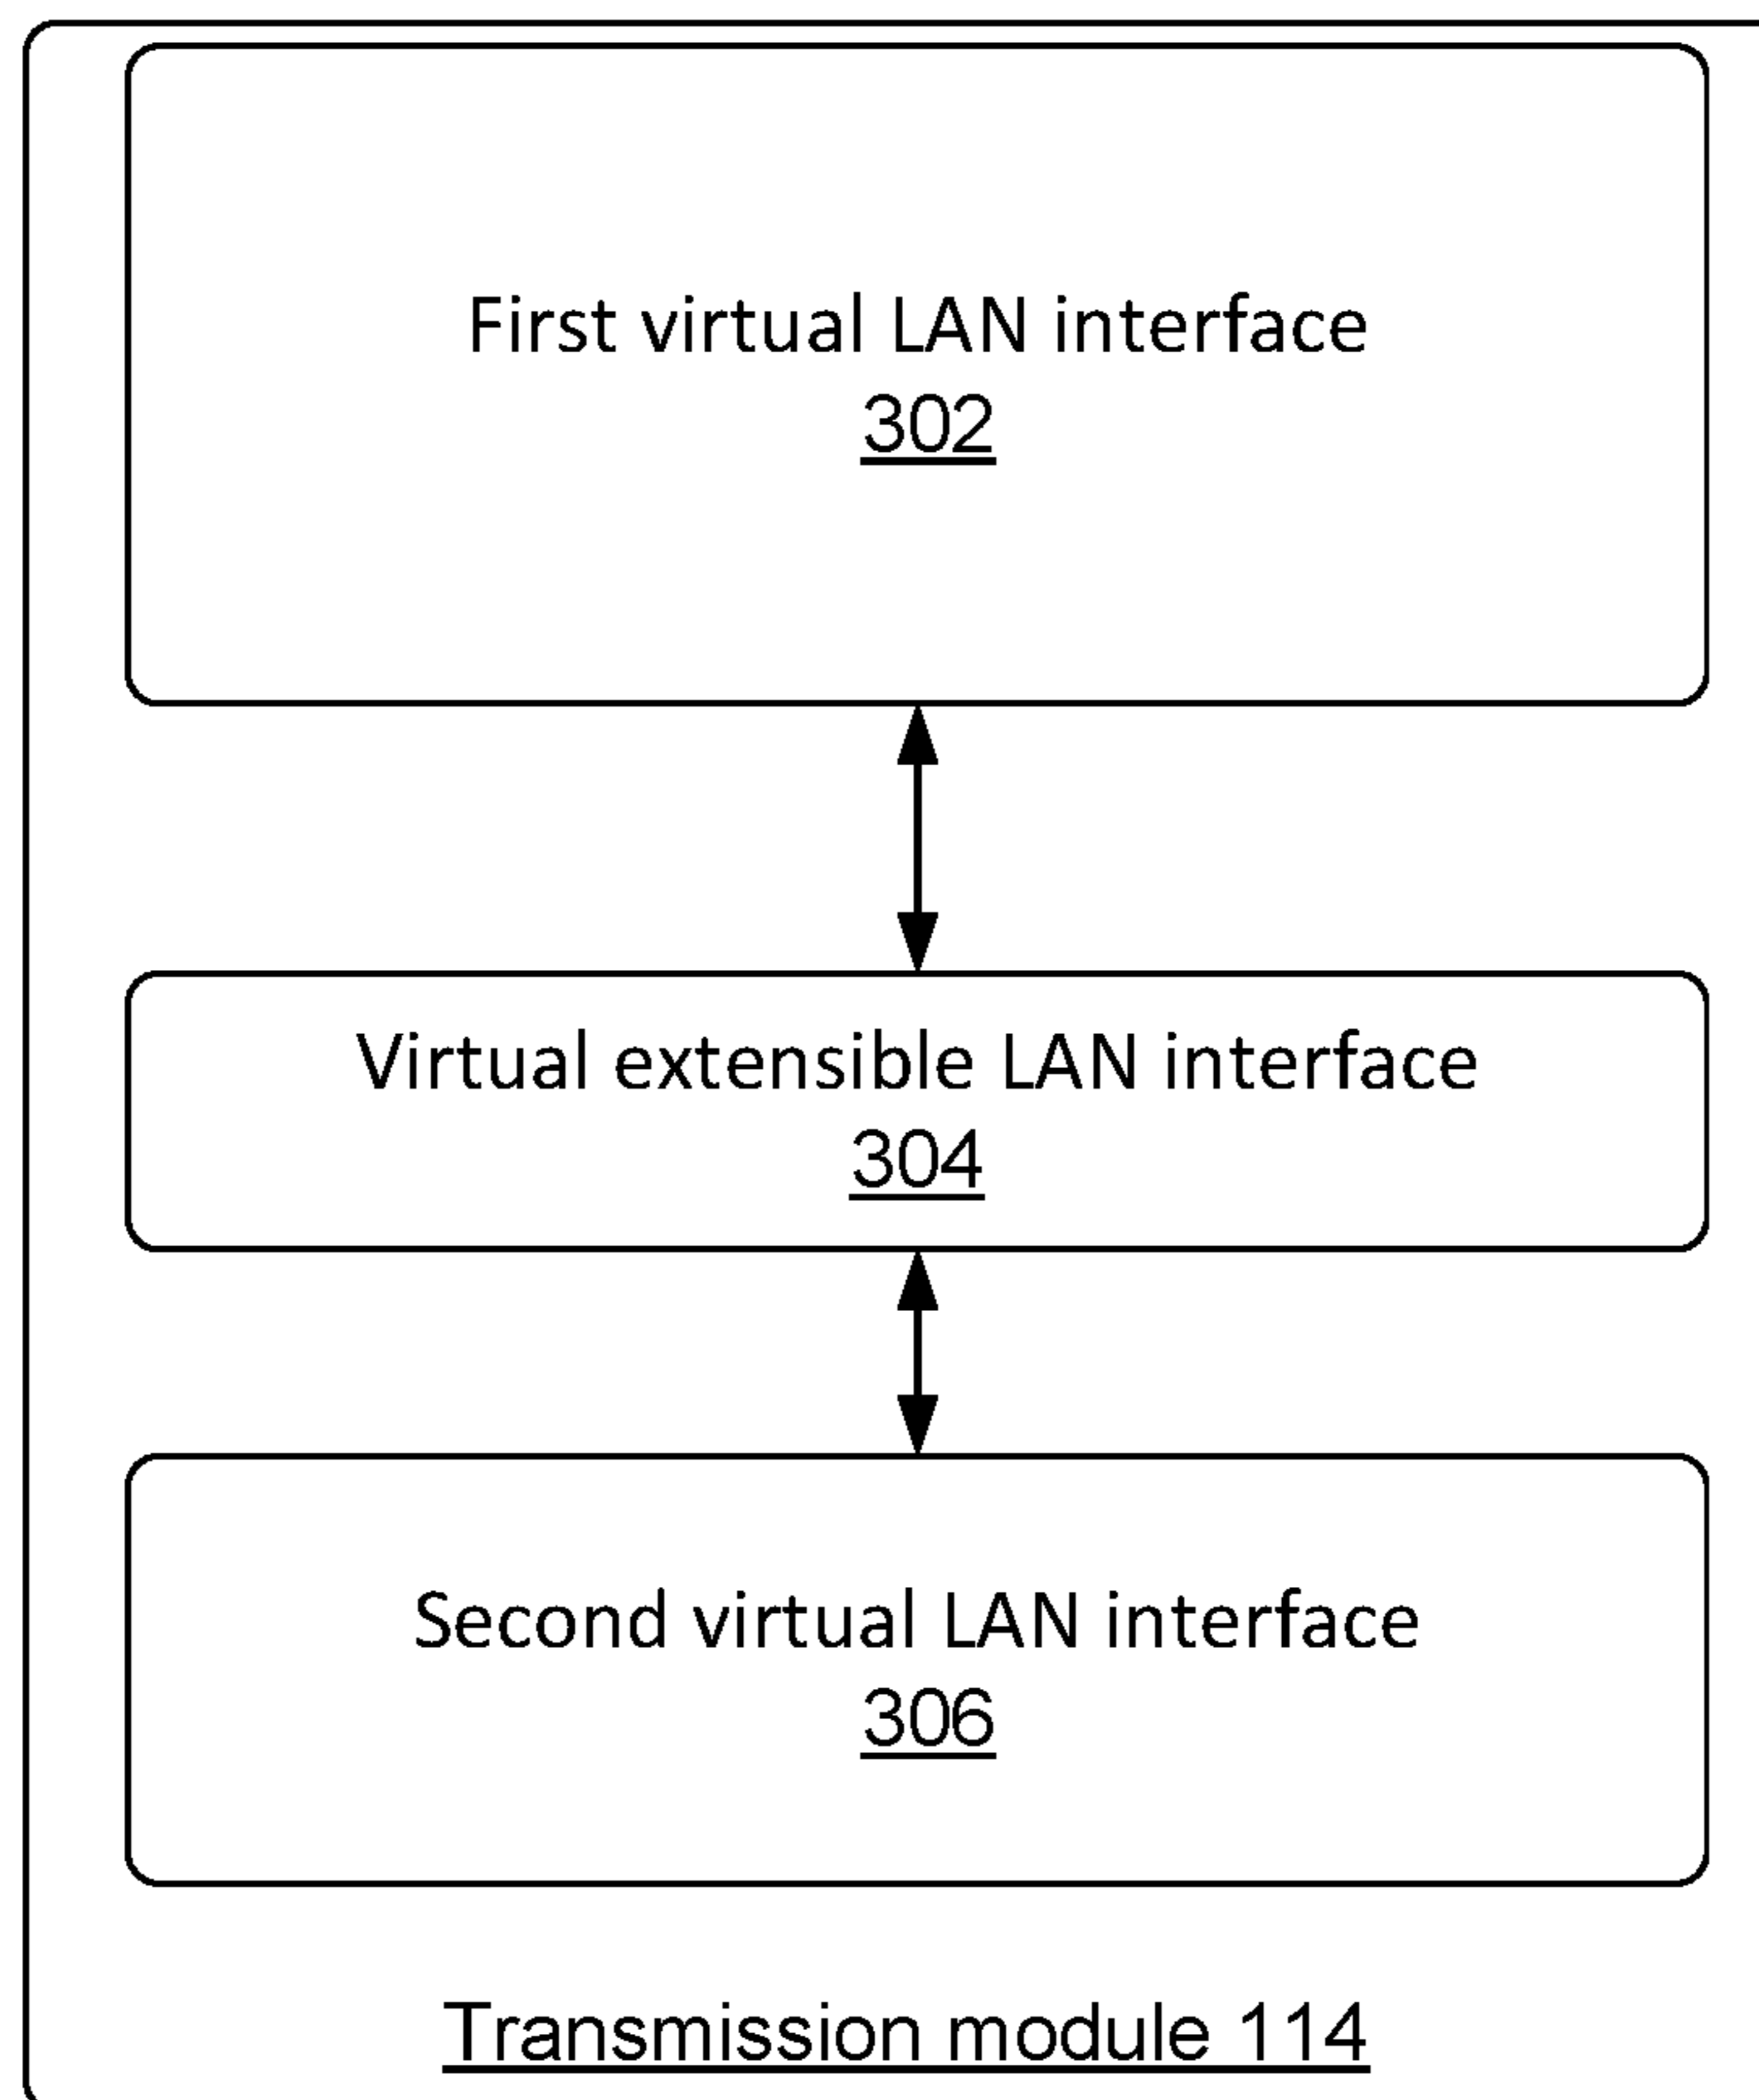 First virtual LAN interface
302
Virtual extensible LAN interface
304
Second virtual LAN interface
306
Transmission module 114